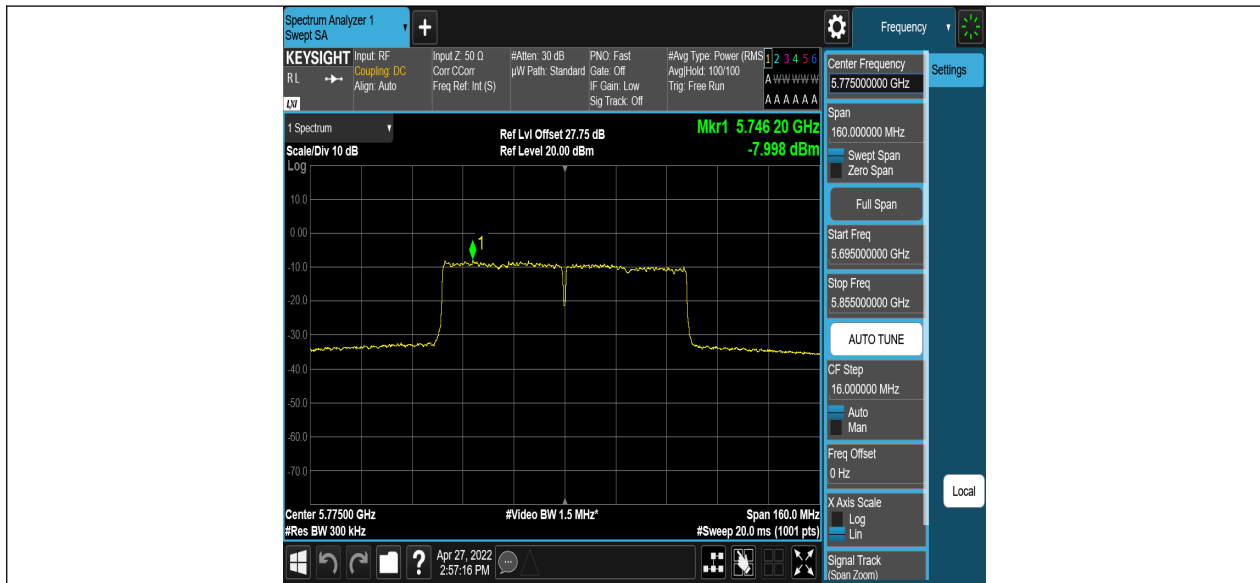 Spectrum Analyzer 1
Swept SA
Frequency
KEYSIGHT
RL
LXI
Input: RF
Coupling: DC
Align: Auto
Input Z: 50 Ω
Corr CCorr
Freq Ref: Int (S)
#Atten: 30 dB
µW Path: Standard
PNO: Fast
Gate: Off
IF Gain: Low
Sig Track: Off
#Avg Type: Power (RMS
Avg|Hold: 100/100
Trig: Free Run
1 2 3 4 5 6
A W W W W W
A A A A A A
1 Spectrum
Scale/Div 10 dB
Ref Lvl Offset 27.75 dB
Ref Level 20.00 dBm
Mkr1 5.746 20 GHz
-7.998 dBm
Log
10.0
0.00
-10.0
-20.0
-30.0
-40.0
-50.0
-60.0
-70.0
1
Center 5.77500 GHz
#Video BW 1.5 MHz*
Span 160.0 MHz
#Res BW 300 kHz
#Sweep 20.0 ms (1001 pts)
Center Frequency
5.775000000 GHz
Settings
Span
160.000000 MHz
Swept Span
Zero Span
Full Span
Start Freq
5.695000000 GHz
Stop Freq
5.855000000 GHz
AUTO TUNE
CF Step
16.000000 MHz
Auto
Man
Freq Offset
0 Hz
Local
X Axis Scale
Log
Lin
Signal Track
(Span Zoom)
?
Apr 27, 2022
2:57:16 PM